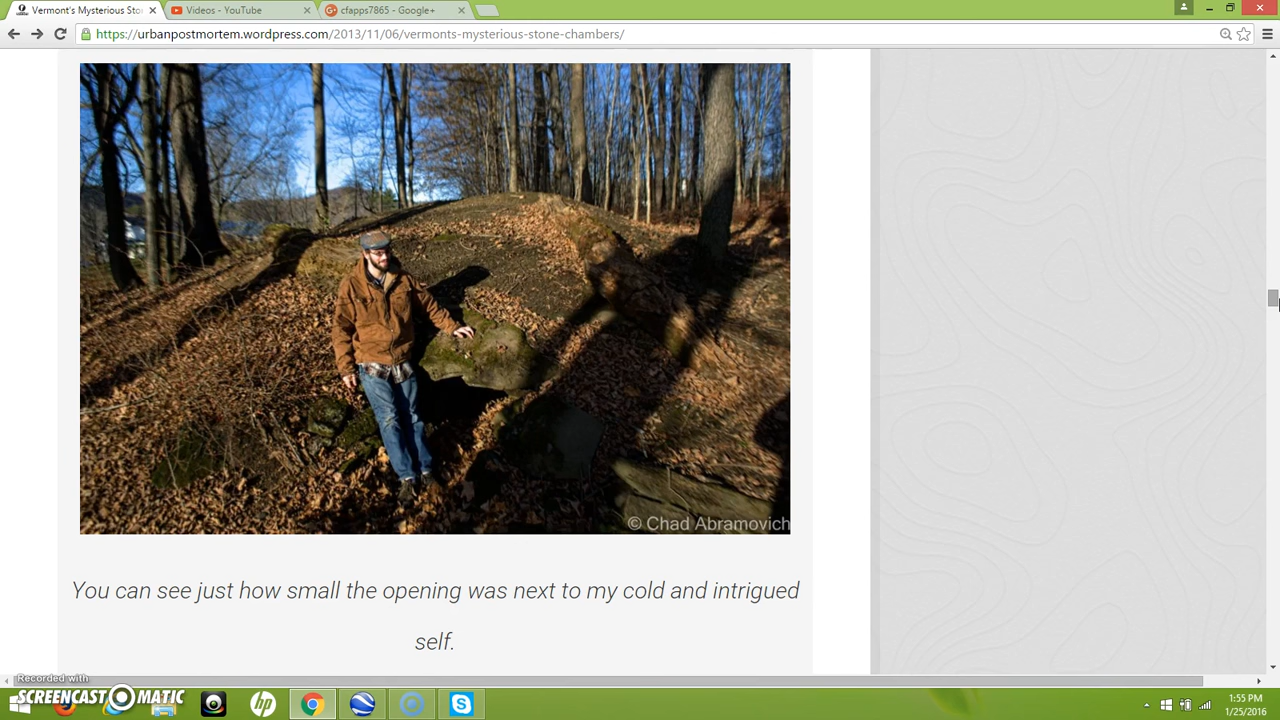 Vermont's Mysterious Sto
Videos - YouTube
cfapps7865 - Google+
https://urbanpostmortem.wordpress.com/2013/11/06/vermonts-mysterious-stone-chambers/
© Chad Abramovich
You can see just how small the opening was next to my cold and intrigued
self.
Recorded with
SCREENCAST MATIC
hp
1:55 PM
1/25/2016